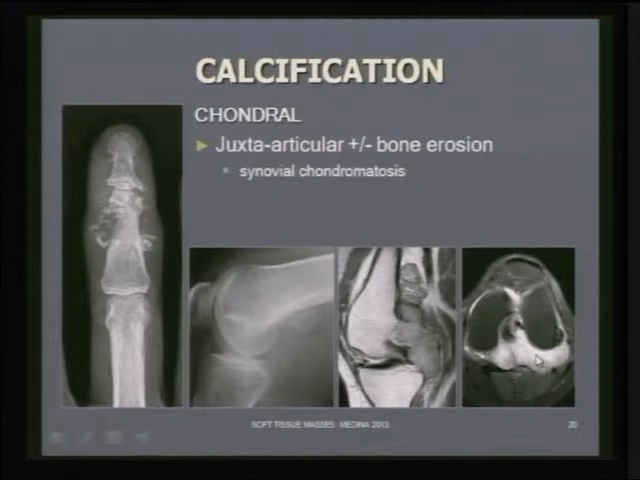 CALCIFICATION
CHONDRAL
Juxta-articular +/- bone erosion
synovial chondromatosis
SOFT TISSUE MASSES MEDINA 2013
20